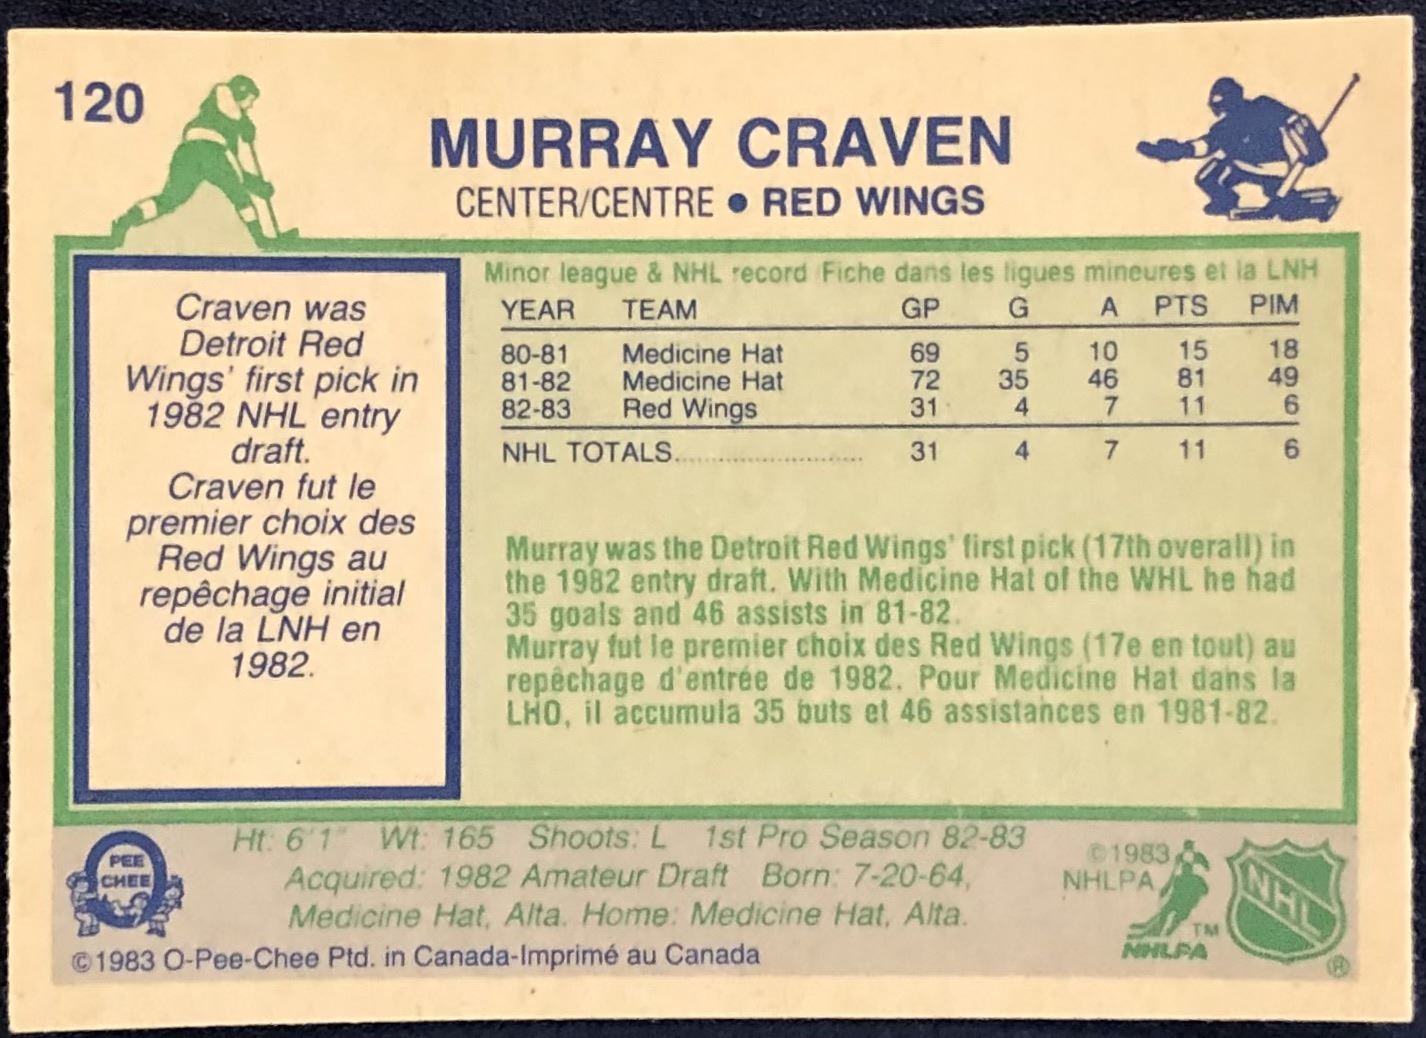 120
MURRAY CRAVEN
CENTER/CENTRE • RED WINGS
Craven was
Detroit Red
Wings' first pick in
1982 NHL entry
draft.
Craven fut le
premier choix des
Red Wings au
repêchage initial
de la LNH en
1982.
Minor league & NHL record Fiche dans les ligues mineures et la LNH
YEAR TEAM GP G A PTS PIM
80-81 Medicine Hat 69 5 10 15 18
81-82 Medicine Hat 72 35 46 81 49
82-83 Red Wings 31 4 7 11 6
NHL TOTALS........................ 31 4 7 11 6
Murray was the Detroit Red Wings' first pick (17th overall) in
the 1982 entry draft. With Medicine Hat of the WHL he had
35 goals and 46 assists in 81-82.
Murray fut le premier choix des Red Wings (17e en tout) au
repêchage d'entrée de 1982. Pour Medicine Hat dans la
LHO, il accumula 35 buts et 46 assistances en 1981-82.
PEE
CHEE
Ht: 6'1" Wt: 165 Shoots: L 1st Pro Season 82-83
Acquired: 1982 Amateur Draft Born: 7-20-64,
Medicine Hat, Alta. Home: Medicine Hat, Alta.
©1983 O-Pee-Chee Ptd. in Canada-Imprimé au Canada
©1983
NHLPA
TM
NHLPA
NHL
®